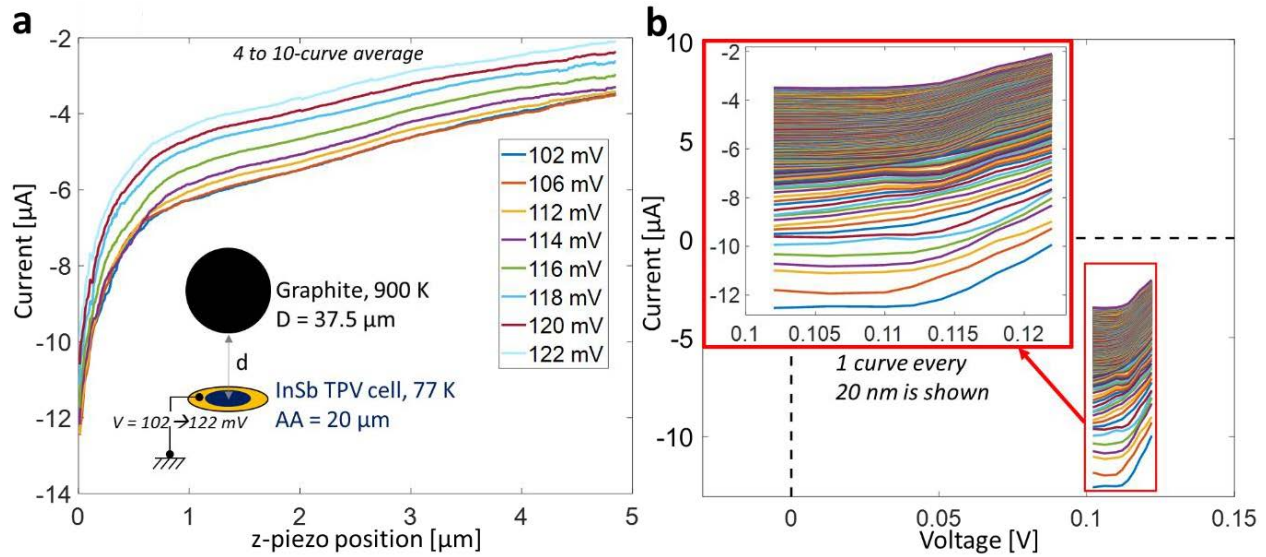 a
4 to 10-curve average
-2
-4
-6
-8
-10
-12
-14
Current [µA]
0
1
2
3
4
5
z-piezo position [µm]
102 mV
106 mV
112 mV
114 mV
116 mV
118 mV
120 mV
122 mV
Graphite, 900 K
D = 37.5 µm
d
InSb TPV cell, 77 K
AA = 20 µm
V = 102→122 mV
b
10
5
0
-5
-10
Current [µA]
-2
-4
-6
-8
-10
-12
0.1
0.105
0.11
0.115
0.12
1 curve every
20 nm is shown
0
0.05
0.1
0.15
Voltage [V]